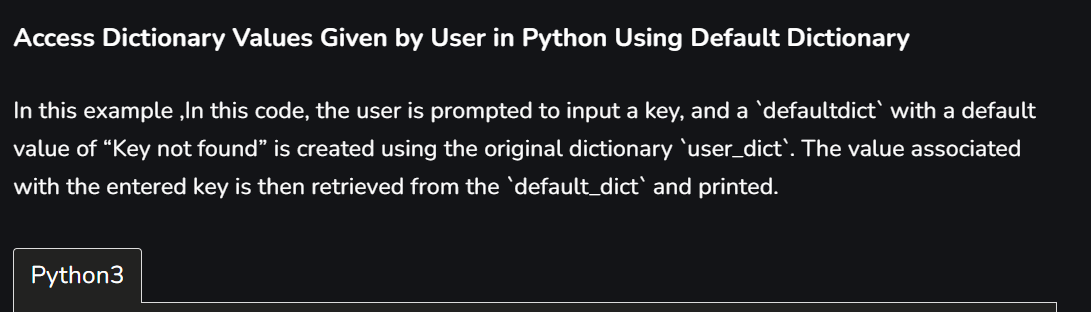 Access Dictionary Values Given by User in Python Using Default Dictionary
In this example ,In this code, the user is prompted to input a key, and a `defaultdict` with a default
value of “Key not found” is created using the original dictionary `user_dict`. The value associated
with the entered key is then retrieved from the `default_dict` and printed.
Python3